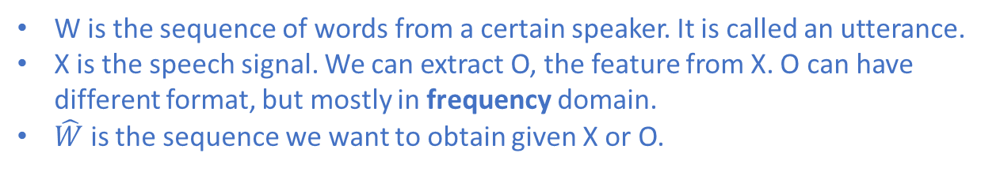 • W is the sequence of words from a certain speaker. It is called an utterance.
• X is the speech signal. We can extract O, the feature from X. O can have
different format, but mostly in frequency domain.
• Ŵ is the sequence we want to obtain given X or O.